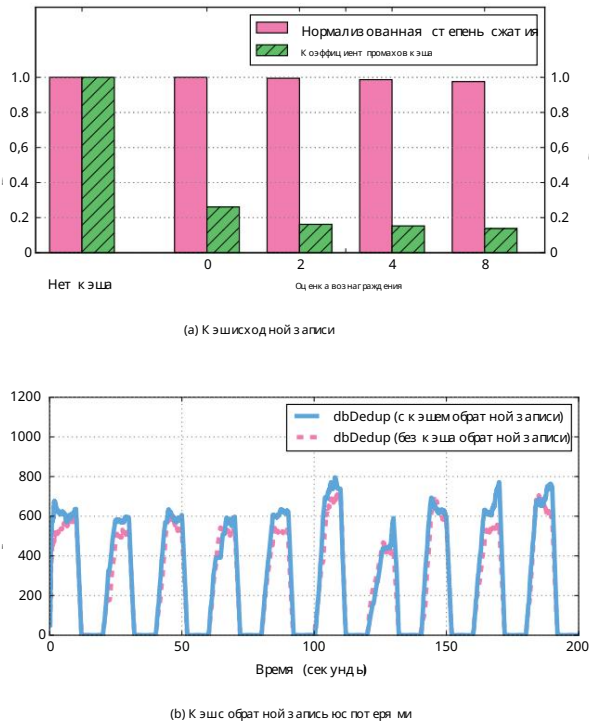 Нормализованная степень сжатия
Коэффициент промахов кэша
1.0 1.0
0.8 0.8
0,6 0,6
0,4 0,4
0.2 0.2
0 0
0 2 4 8
Нет кэша Оценка вознаграждения
(a) Кэш исходной записи
1200
1000
800
600
400
200
0
dbDedup (с кэшем обратной записи)
dbDedup (без кэша обратной записи)
0 50 100 150 200
Время (секунды)
(b) Кэш с обратной записью с потерями